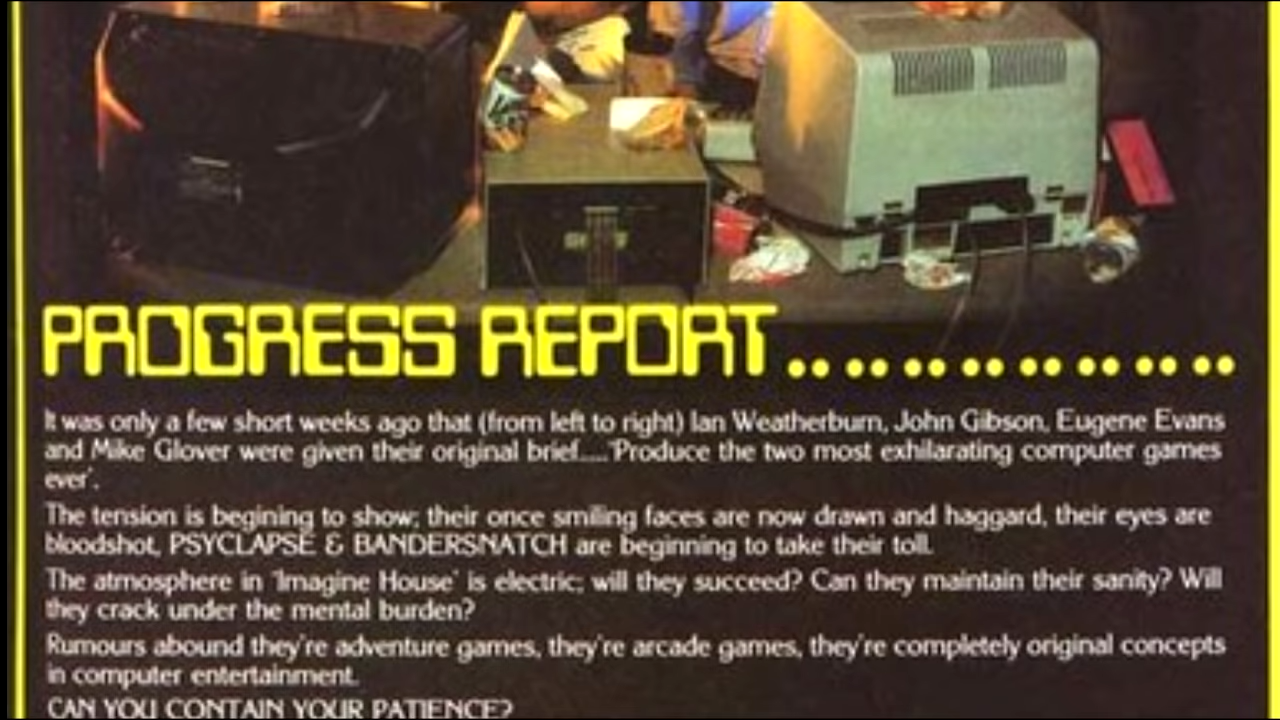 PROGRESS REPORT..................
It was only a few short weeks ago that (from left to right) Ian Weatherburn, John Gibson, Eugene Evans
and Mike Glover were given their original brief.....'Produce the two most exhilarating computer games
ever'.
The tension is begining to show; their once smiling faces are now drawn and haggard, their eyes are
bloodshot, PSYCLAPSE & BANDERSNATCH are beginning to take their toll.
The atmosphere in 'Imagine House' is electric; will they succeed? Can they maintain their sanity? Will
they crack under the mental burden?
Rumours abound they're adventure games, they're arcade games, they're completely original concepts
in computer entertainment.
CAN YOU CONTAIN YOUR PATIENCE?